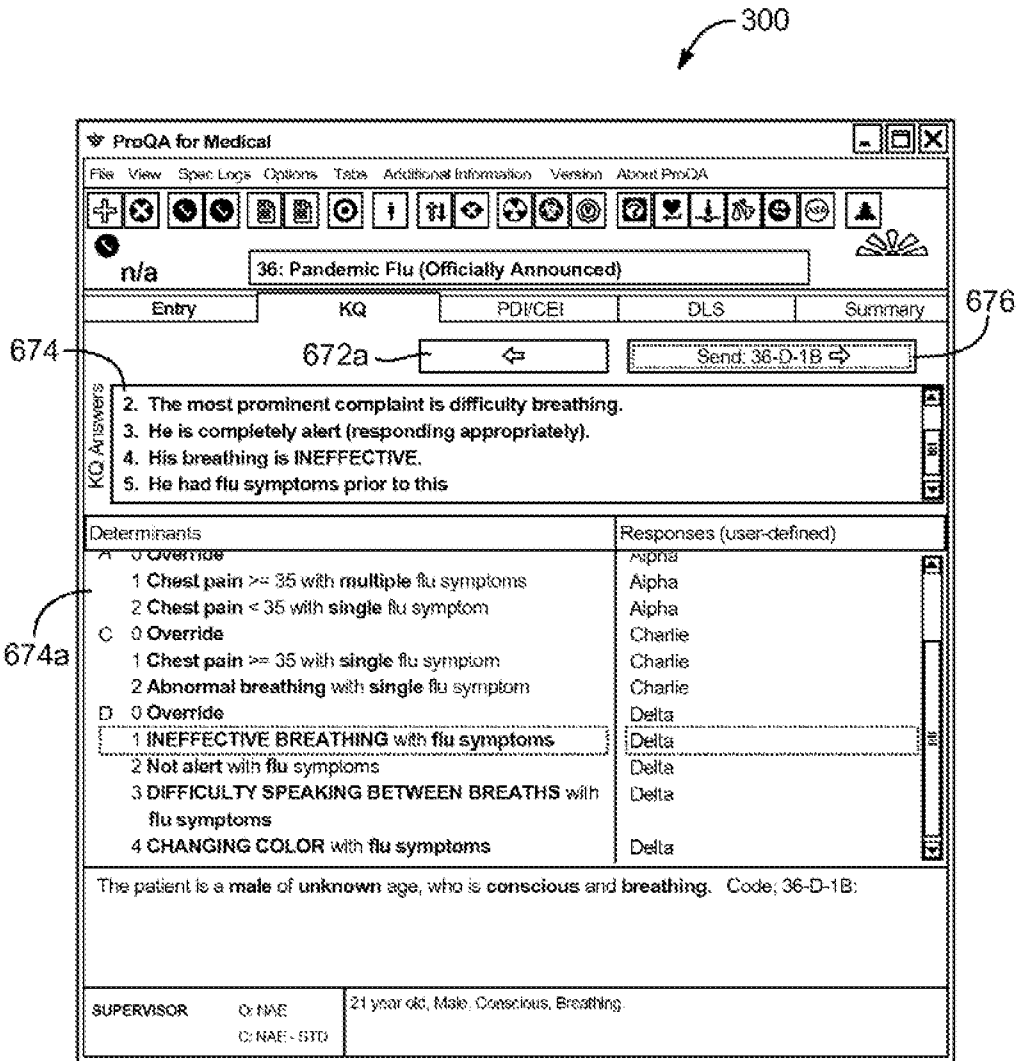 300
ProQA for Medical
File View Spec Logs Options Tabs Additional Information Version About ProQA
n/a
36: Pandemic Flu (Officially Announced)
Entry KQ PDI/CEI DLS Summary
676
674
672a
Send: 36-D-1B
KQ Answers
2. The most prominent complaint is difficulty breathing.
3. He is completely alert (responding appropriately).
4. His breathing is INEFFECTIVE.
5. He had flu symptoms prior to this
Determinants Responses (user-defined)
A 0 Override Alpha
1 Chest pain >= 35 with multiple flu symptoms Alpha
2 Chest pain < 35 with single flu symptom Alpha
674a
C 0 Override Charlie
1 Chest pain >= 35 with single flu symptom Charlie
2 Abnormal breathing with single flu symptom Charlie
D 0 Override Delta
1 INEFFECTIVE BREATHING with flu symptoms Delta
2 Not alert with flu symptoms Delta
3 DIFFICULTY SPEAKING BETWEEN BREATHS with Delta
flu symptoms
4 CHANGING COLOR with flu symptoms Delta
The patient is a male of unknown age, who is conscious and breathing. Code; 36-D-1B:
SUPERVISOR O: NAE 21 year old, Male, Conscious, Breathing.
C: NAE - STD